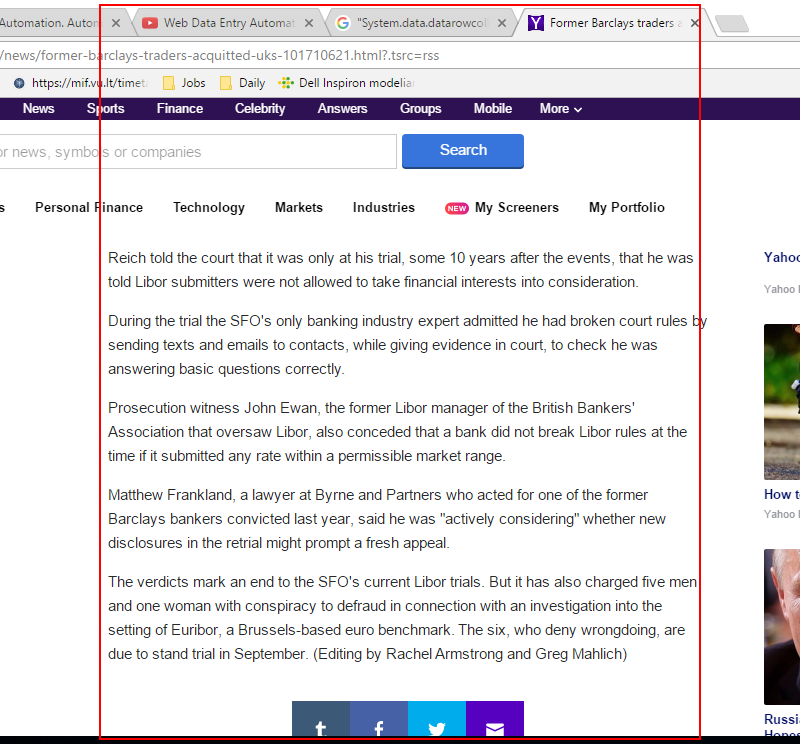 Automation. Autom
Web Data Entry Automat
"System.data.datarowcol
Former Barclays traders a
/news/former-barclays-traders-acquitted-uks-101710621.html?.tsrc=rss
https://mif.vu.lt/timeta
Jobs
Daily
Dell Inspiron modeliai
News Sports Finance Celebrity Answers Groups Mobile More
or news, symbols or companies
Search
s Personal Finance Technology Markets Industries NEW My Screeners My Portfolio
Reich told the court that it was only at his trial, some 10 years after the events, that he was
told Libor submitters were not allowed to take financial interests into consideration.
During the trial the SFO's only banking industry expert admitted he had broken court rules by
sending texts and emails to contacts, while giving evidence in court, to check he was
answering basic questions correctly.
Prosecution witness John Ewan, the former Libor manager of the British Bankers'
Association that oversaw Libor, also conceded that a bank did not break Libor rules at the
time if it submitted any rate within a permissible market range.
Matthew Frankland, a lawyer at Byrne and Partners who acted for one of the former
Barclays bankers convicted last year, said he was "actively considering" whether new
disclosures in the retrial might prompt a fresh appeal.
The verdicts mark an end to the SFO's current Libor trials. But it has also charged five men
and one woman with conspiracy to defraud in connection with an investigation into the
setting of Euribor, a Brussels-based euro benchmark. The six, who deny wrongdoing, are
due to stand trial in September. (Editing by Rachel Armstrong and Greg Mahlich)
Yahoo
Yahoo
How to
Yahoo
Russia